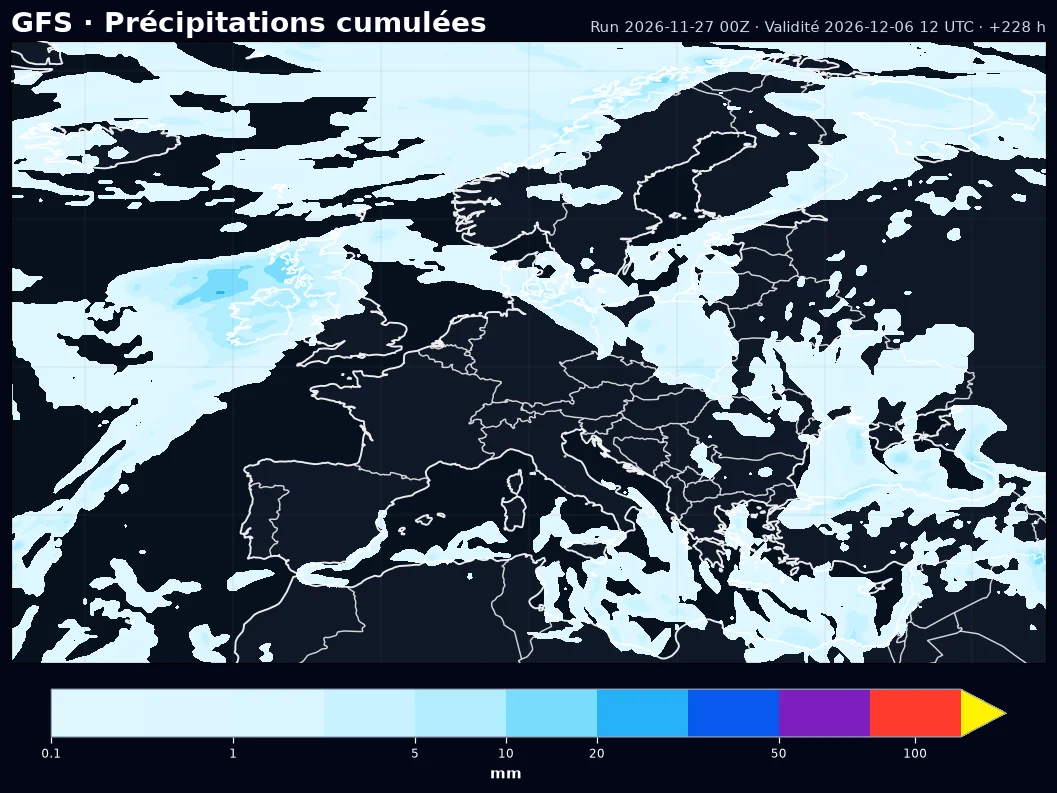 GFS · Précipitations cumulées
Run 2026-11-27 00Z · Validité 2026-12-06 12 UTC · +228 h
0.1 1 5 10 20 50 100
mm